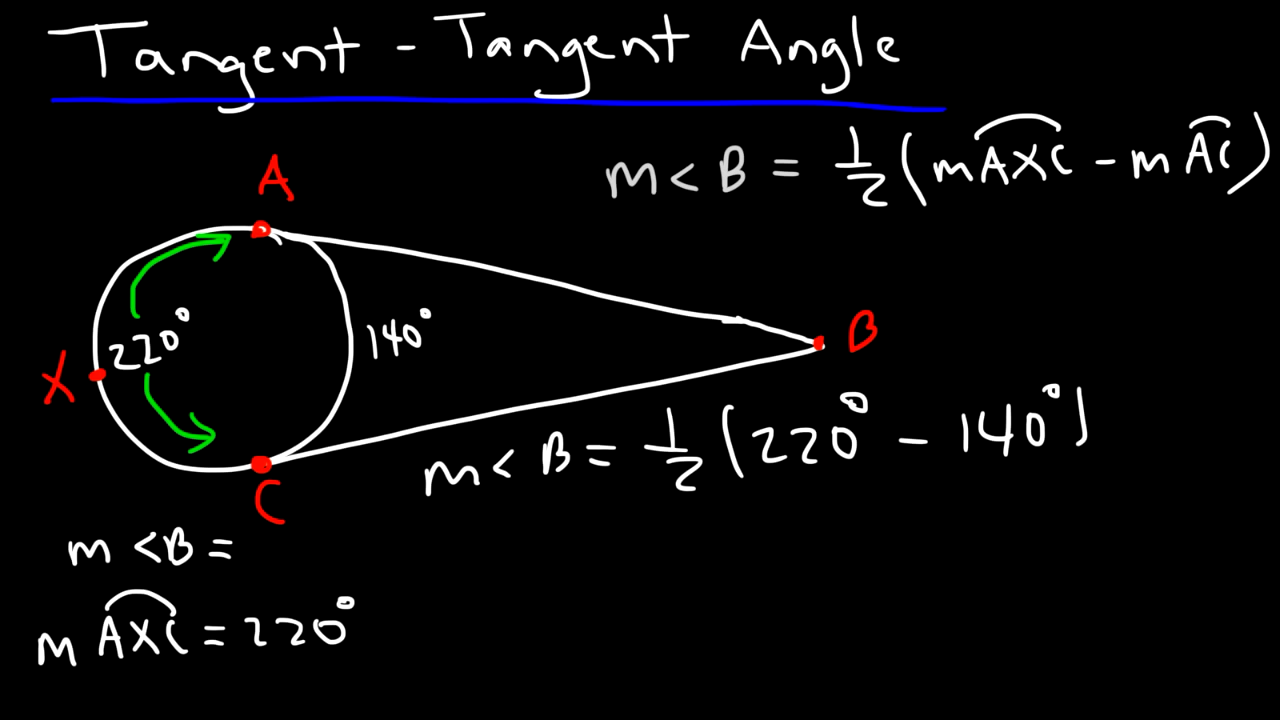 Tangent - Tangent Angle
m < B = 1/2 (mAXC - mAC)
A
220°
140°
B
X
m < B = 1/2 (220° - 140°)
C
m < B =
mAXC = 220°